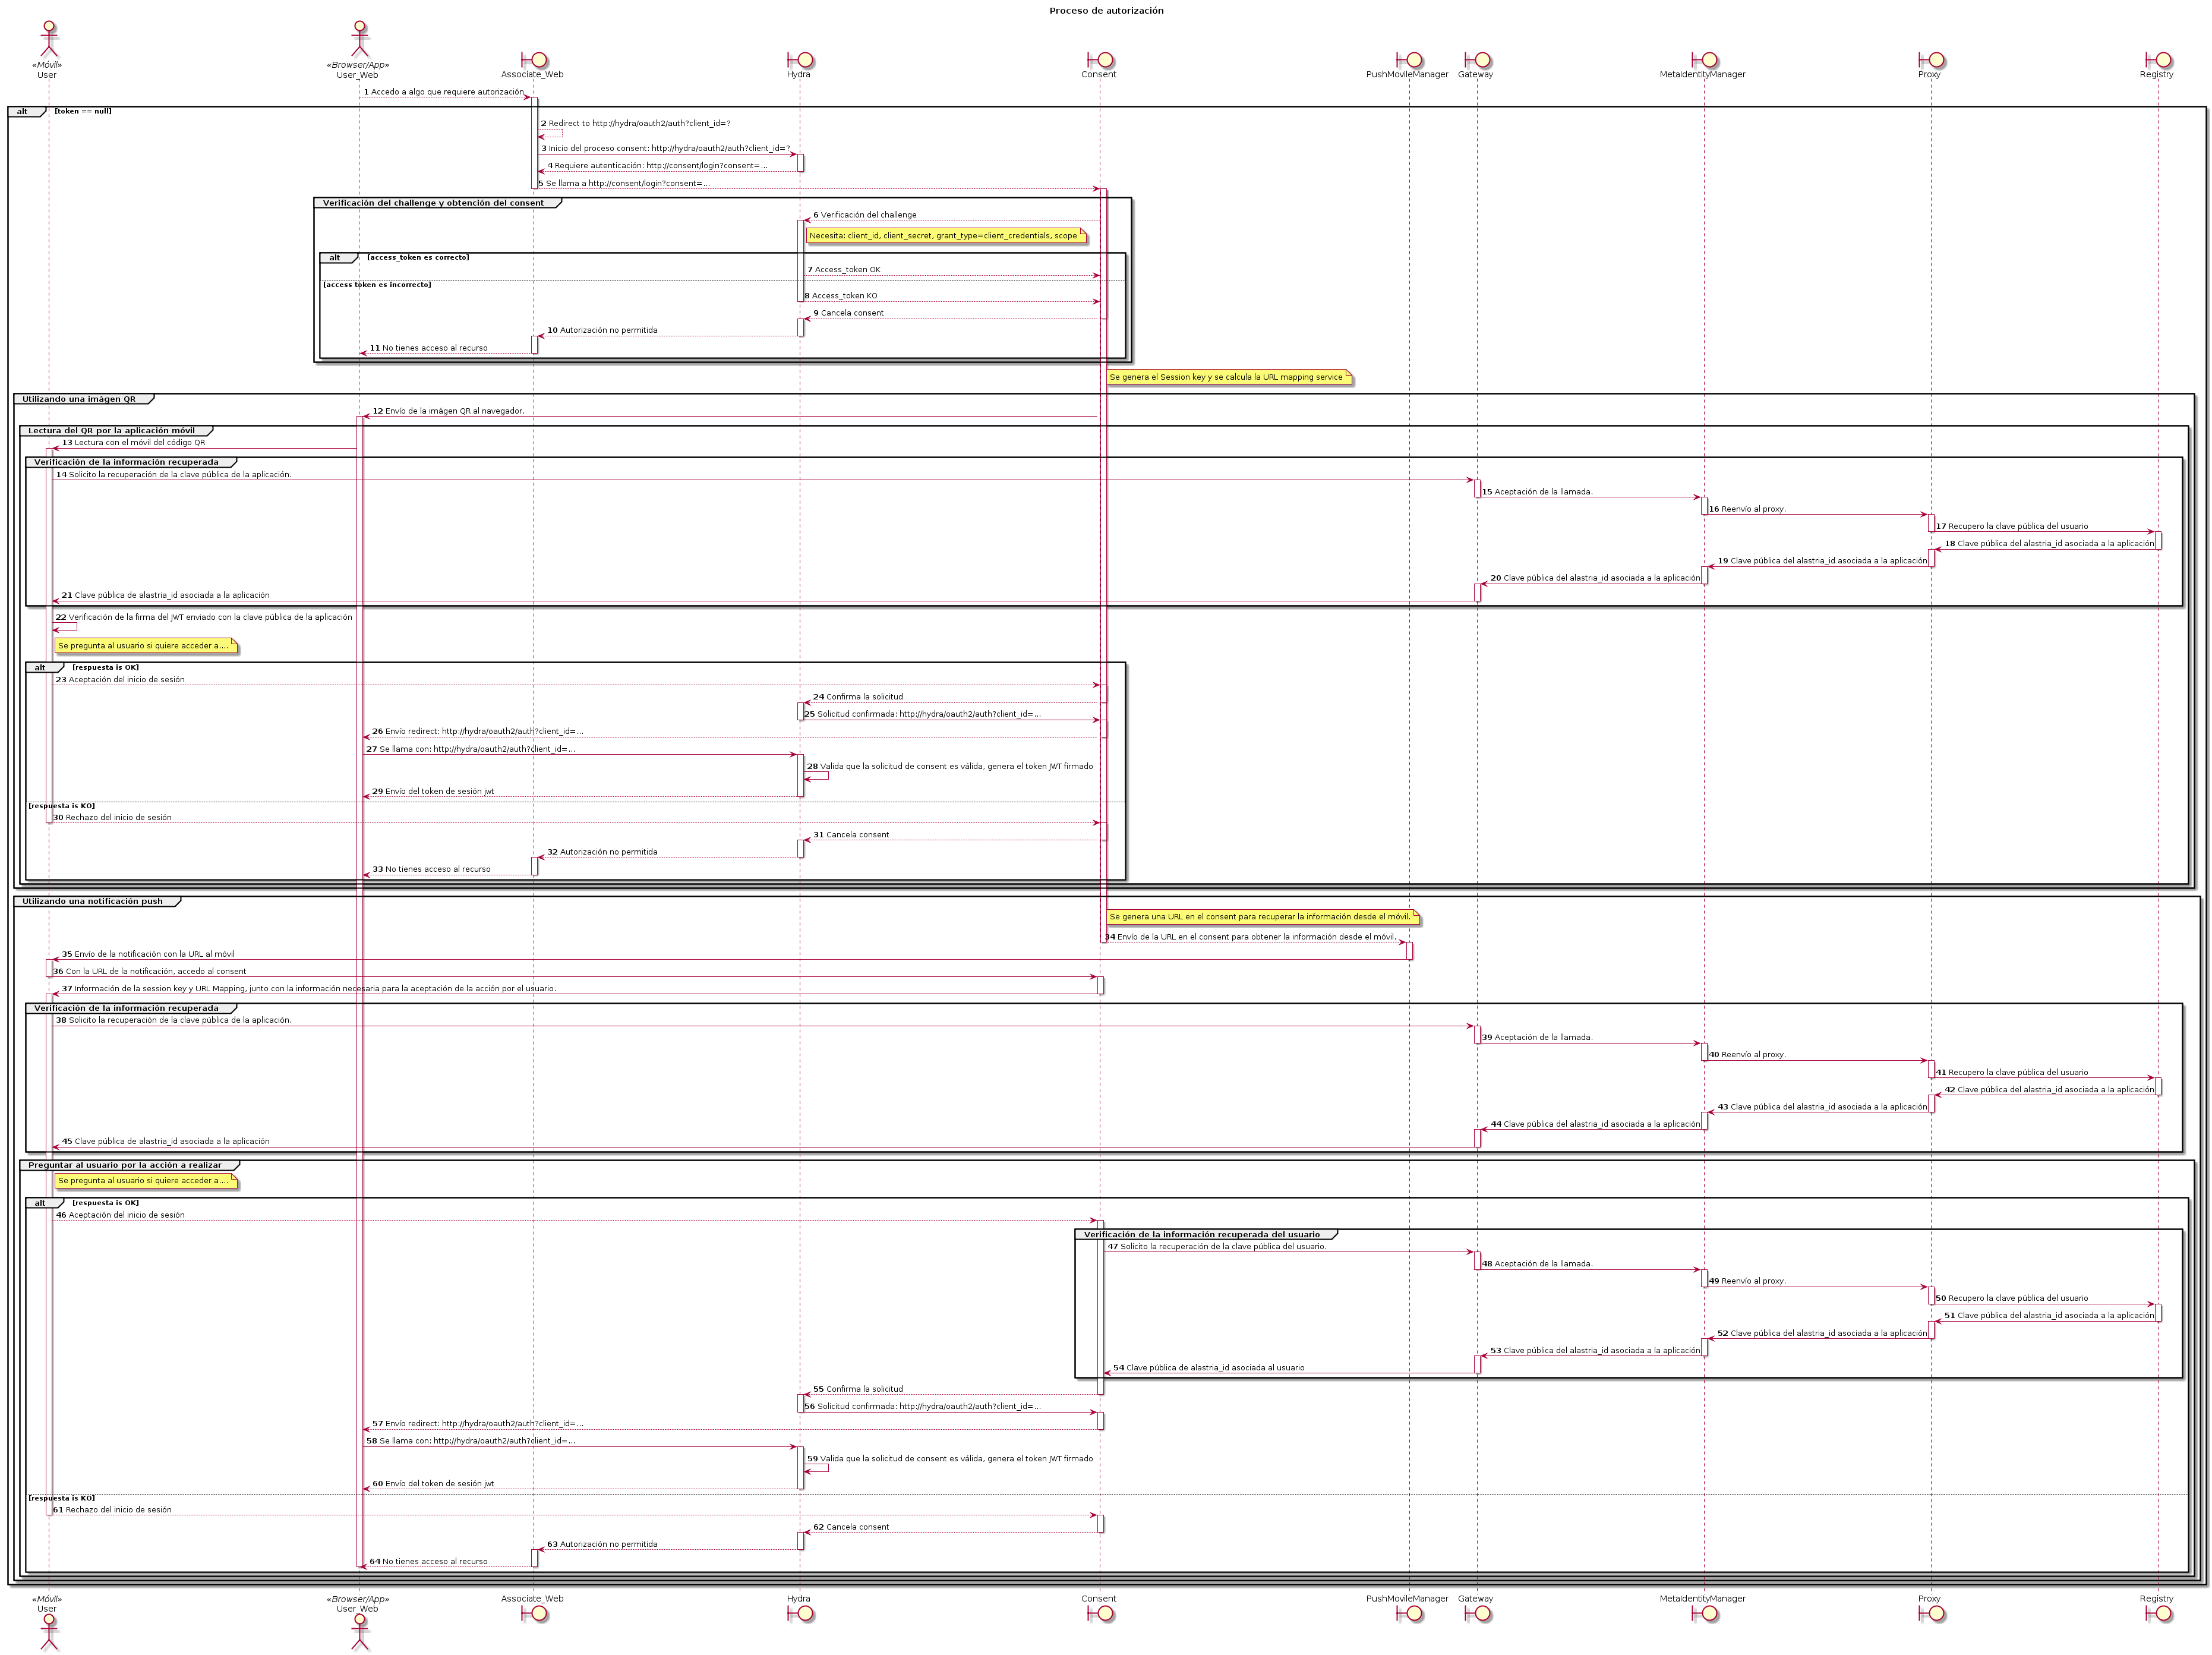 Proceso de autorización
«Móvil»
User
«Browser/App»
User_Web
Associate_Web
Hydra
Consent
PushMovileManager
Gateway
MetaIdentityManager
Proxy
Registry
1 Accedo a algo que requiere autorización
alt [token == null]
2 Redirect to http://hydra/oauth2/auth?client_id=?
3 Inicio del proceso consent: http://hydra/oauth2/auth?client_id=?
4 Requiere autenticación: http://consent/login?consent=...
5 Se llama a http://consent/login?consent=...
Verificación del challenge y obtención del consent
6 Verificación del challenge
Necesita: client_id, client_secret, grant_type=client_credentials, scope
alt [access_token es correcto]
7 Access_token OK
[access token es incorrecto]
8 Access_token KO
9 Cancela consent
10 Autorización no permitida
11 No tienes acceso al recurso
Se genera el Session key y se calcula la URL mapping service
Utilizando una imágen QR
12 Envío de la imágen QR al navegador.
Lectura del QR por la aplicación móvil
13 Lectura con el móvil del código QR
Verificación de la información recuperada
14 Solicito la recuperación de la clave pública de la aplicación.
15 Aceptación de la llamada.
16 Reenvío al proxy.
17 Recupero la clave pública del usuario
18 Clave pública del alastria_id asociada a la aplicación
19 Clave pública del alastria_id asociada a la aplicación
20 Clave pública del alastria_id asociada a la aplicación
21 Clave pública de alastria_id asociada a la aplicación
22 Verificación de la firma del JWT enviado con la clave pública de la aplicación
Se pregunta al usuario si quiere acceder a....
alt [respuesta is OK]
23 Aceptación del inicio de sesión
24 Confirma la solicitud
25 Solicitud confirmada: http://hydra/oauth2/auth?client_id=...
26 Envío redirect: http://hydra/oauth2/auth?client_id=...
27 Se llama con: http://hydra/oauth2/auth?client_id=...
28 Valida que la solicitud de consent es válida, genera el token JWT firmado
29 Envío del token de sesión jwt
[respuesta is KO]
30 Rechazo del inicio de sesión
31 Cancela consent
32 Autorización no permitida
33 No tienes acceso al recurso
Utilizando una notificación push
Se genera una URL en el consent para recuperar la información desde el móvil.
34 Envío de la URL en el consent para obtener la información desde el móvil.
35 Envío de la notificación con la URL al móvil
36 Con la URL de la notificación, accedo al consent
37 Información de la session key y URL Mapping, junto con la información necesaria para la aceptación de la acción por el usuario.
Verificación de la información recuperada
38 Solicito la recuperación de la clave pública de la aplicación.
39 Aceptación de la llamada.
40 Reenvío al proxy.
41 Recupero la clave pública del usuario
42 Clave pública del alastria_id asociada a la aplicación
43 Clave pública del alastria_id asociada a la aplicación
44 Clave pública del alastria_id asociada a la aplicación
45 Clave pública de alastria_id asociada a la aplicación
Preguntar al usuario por la acción a realizar
Se pregunta al usuario si quiere acceder a....
alt [respuesta is OK]
46 Aceptación del inicio de sesión
Verificación de la información recuperada del usuario
47 Solicito la recuperación de la clave pública del usuario.
48 Aceptación de la llamada.
49 Reenvío al proxy.
50 Recupero la clave pública del usuario
51 Clave pública del alastria_id asociada a la aplicación
52 Clave pública del alastria_id asociada a la aplicación
53 Clave pública del alastria_id asociada a la aplicación
54 Clave pública de alastria_id asociada al usuario
55 Confirma la solicitud
56 Solicitud confirmada: http://hydra/oauth2/auth?client_id=...
57 Envío redirect: http://hydra/oauth2/auth?client_id=...
58 Se llama con: http://hydra/oauth2/auth?client_id=...
59 Valida que la solicitud de consent es válida, genera el token JWT firmado
60 Envío del token de sesión jwt
[respuesta is KO]
61 Rechazo del inicio de sesión
62 Cancela consent
63 Autorización no permitida
64 No tienes acceso al recurso
«Móvil»
User
«Browser/App»
User_Web
Associate_Web
Hydra
Consent
PushMovileManager
Gateway
MetaIdentityManager
Proxy
Registry